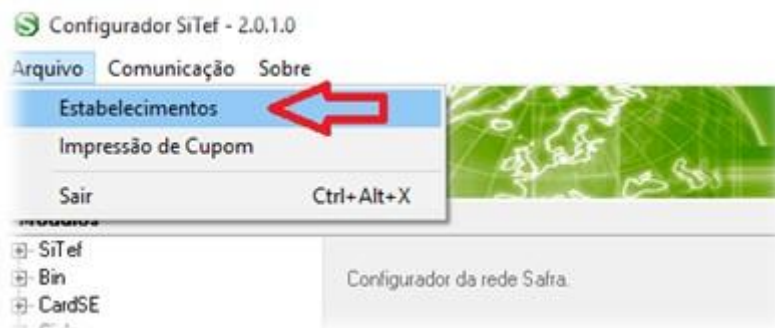 Configurador SiTef - 2.0.1.0
Arquivo Comunicação Sobre
Estabelecimentos
Impressão de Cupom
Sair Ctrl+Alt+X
Módulos
SiTef
Bin
Configurador da rede Safra.
CardSE